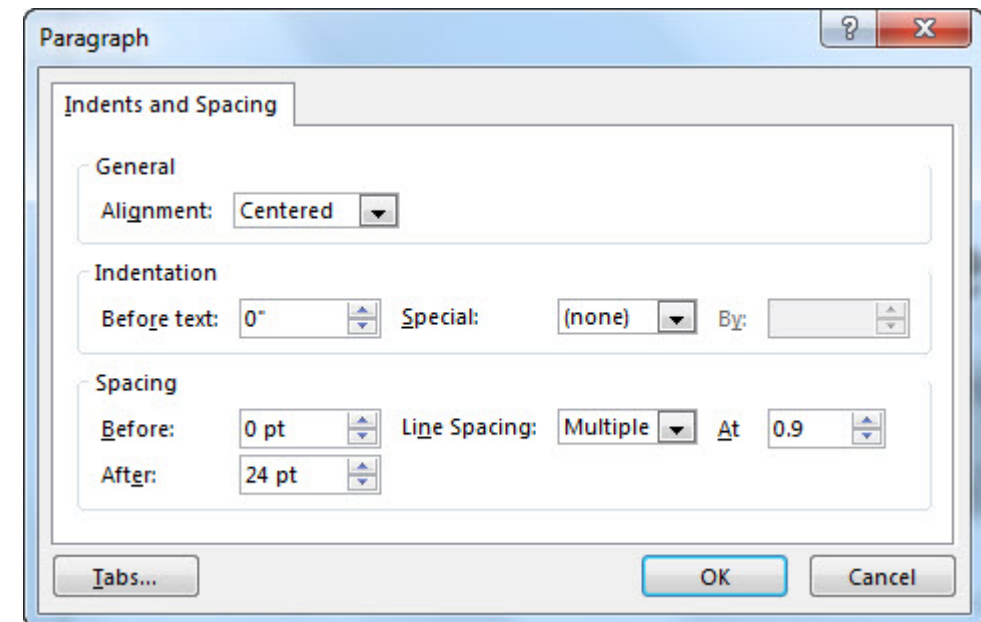 Paragraph
Indents and Spacing
General
Alignment: Centered
Indentation
Before text: 0" Special: (none) By:
Spacing
Before: 0 pt Line Spacing: Multiple At 0.9
After: 24 pt
Tabs... OK Cancel